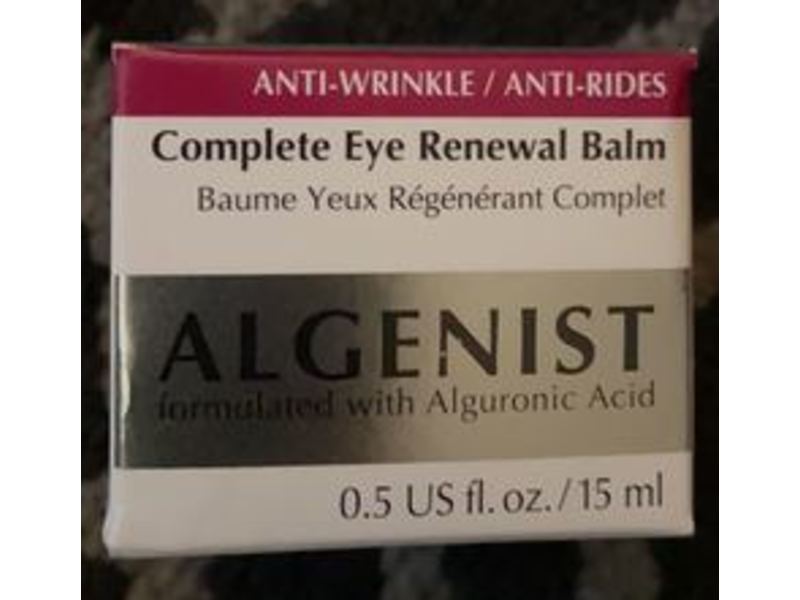 ANTI-WRINKLE / ANTI-RIDES
Complete Eye Renewal Balm
Baume Yeux Régénérant Complet
ALGENIST
formulated with Alguronic Acid
0.5 US fl. oz. / 15 ml